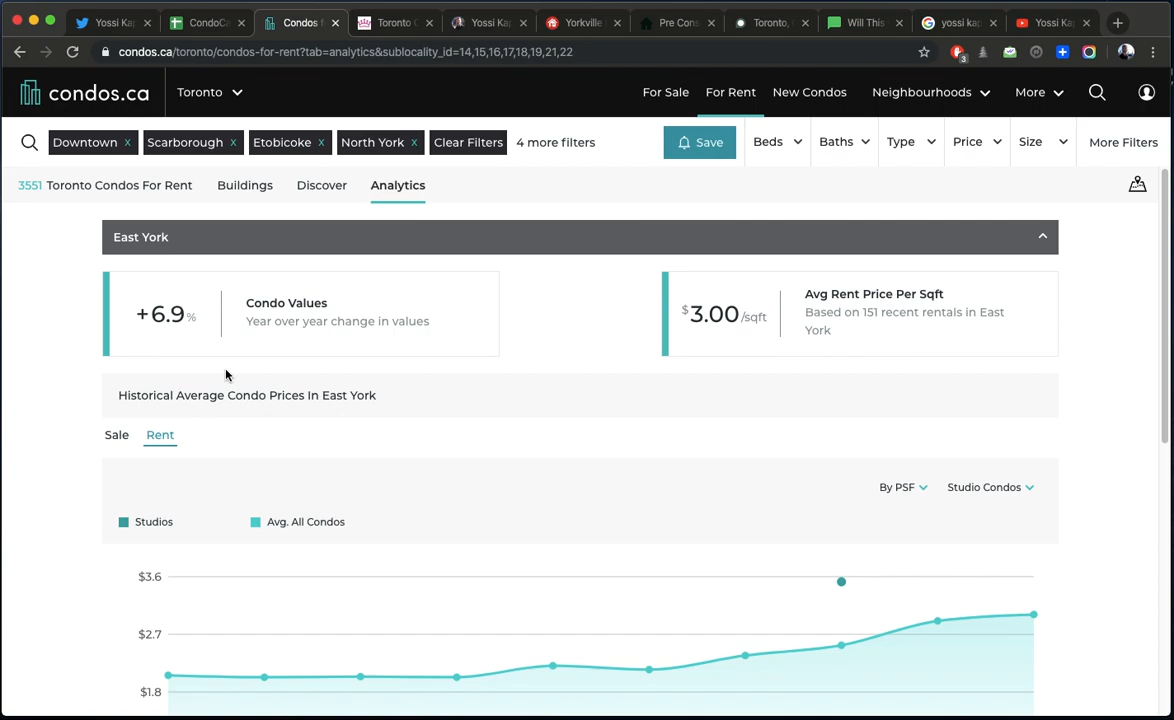 Yossi Ka
CondoCa
Condos
Toronto C
Yossi Ka
Yorkville
Pre Cons
Toronto,
Will This
yossi kap
Yossi Ka
condos.ca/toronto/condos-for-rent?tab=analytics&sublocality_id=14,15,16,17,18,19,21,22
3
condos.ca
Toronto
For Sale
For Rent
New Condos
Neighbourhoods
More
Downtown x
Scarborough x
Etobicoke x
North York x
Clear Filters
4 more filters
Save
Beds
Baths
Type
Price
Size
More Filters
3551 Toronto Condos For Rent
Buildings
Discover
Analytics
East York
+6.9%
Condo Values
Year over year change in values
$3.00/sqft
Avg Rent Price Per Sqft
Based on 151 recent rentals in East
York
Historical Average Condo Prices In East York
Sale
Rent
By PSF
Studio Condos
Studios
Avg. All Condos
$3.6
$2.7
$1.8